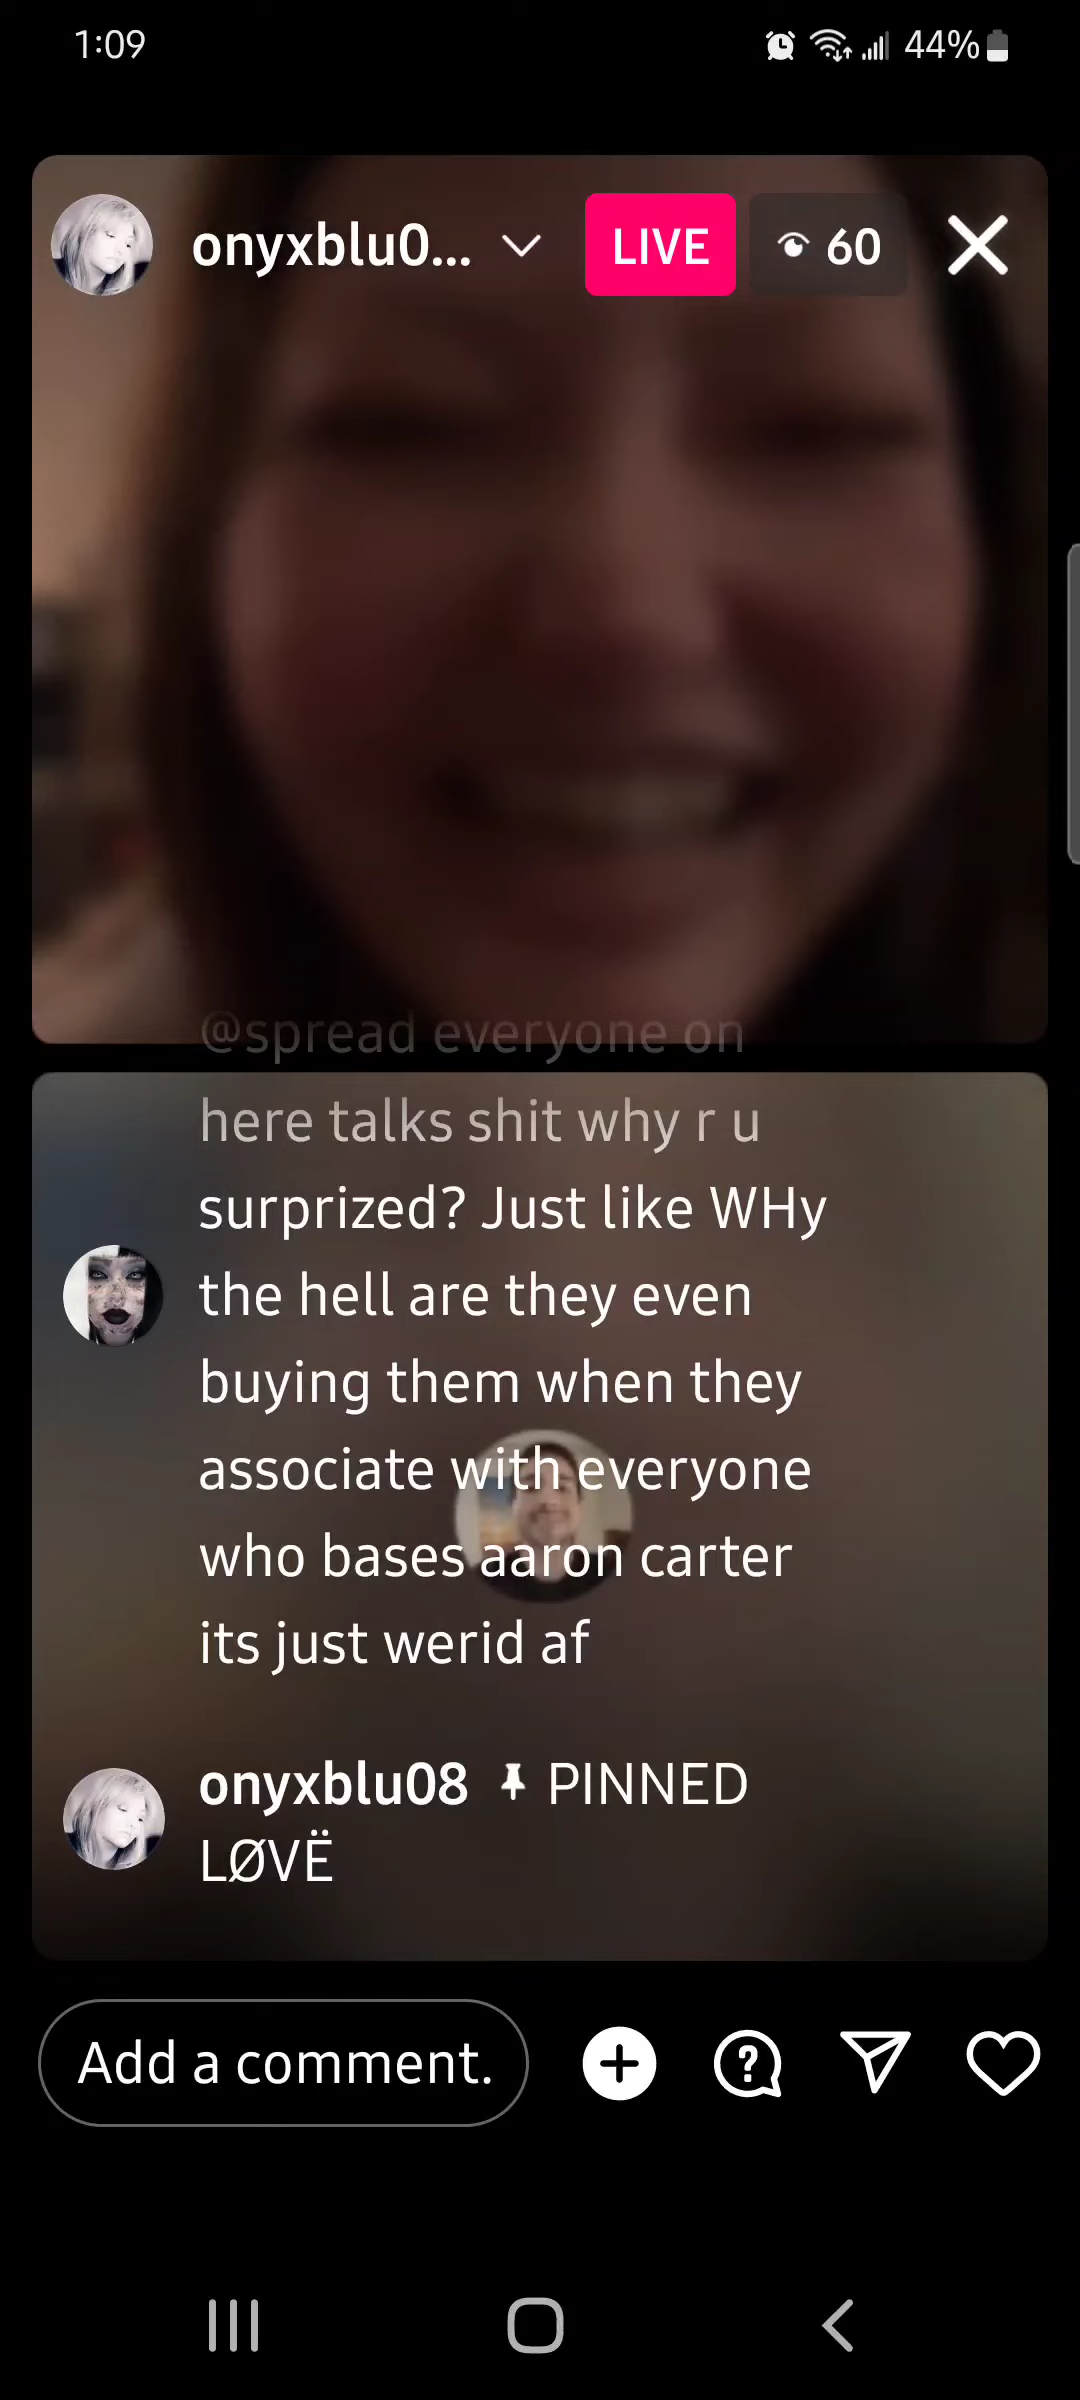 1:09
44%
onyxblu0...
LIVE
60
@spread everyone on
here talks shit why r u
surprized? Just like WHy
the hell are they even
buying them when they
associate with everyone
who bases aaron carter
its just werid af
onyxblu08 PINNED
LØVË
Add a comment.